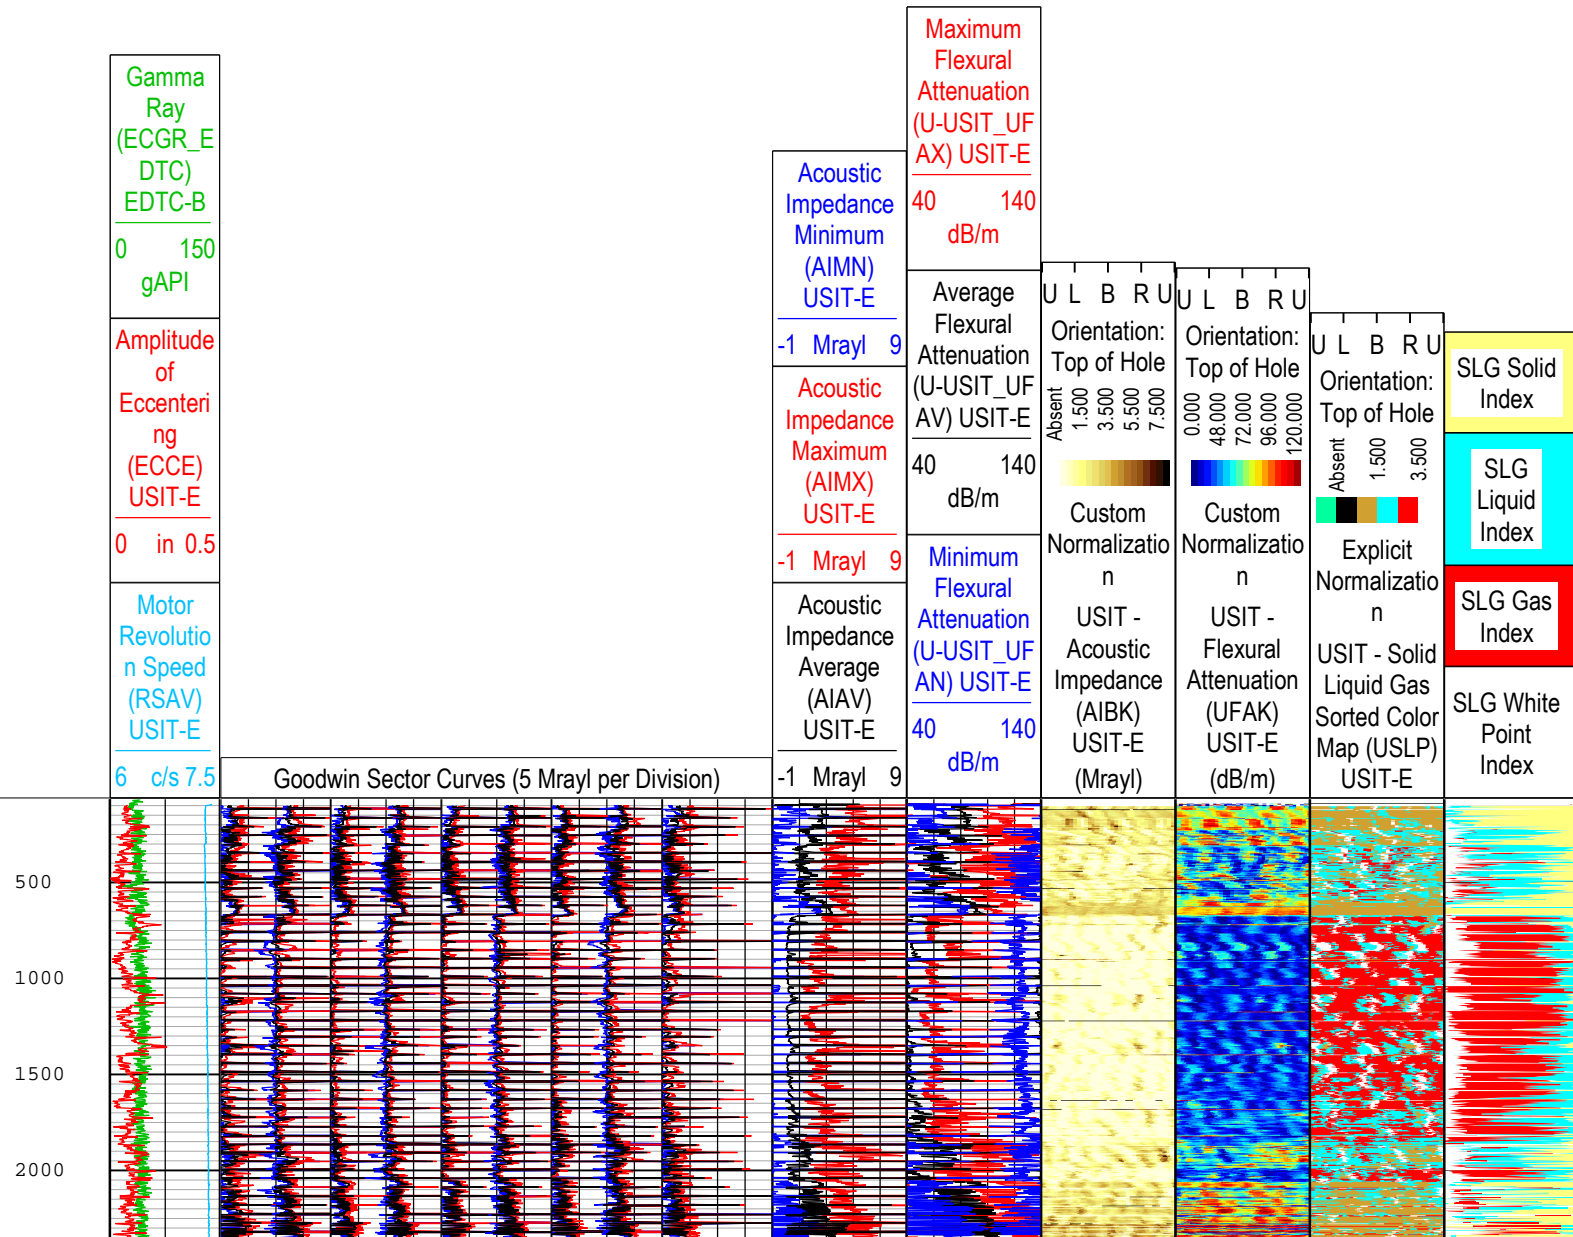 Gamma
Ray
(ECGR_E
DTC)
EDTC-B
0 150
gAPI
Amplitude
of
Eccenteri
ng
(ECCE)
USIT-E
0 in 0.5
Motor
Revolutio
n Speed
(RSAV)
USIT-E
6 c/s 7.5
Goodwin Sector Curves (5 Mrayl per Division)
Acoustic
Impedance
Minimum
(AIMN)
USIT-E
-1 Mrayl 9
Acoustic
Impedance
Maximum
(AIMX)
USIT-E
-1 Mrayl 9
Acoustic
Impedance
Average
(AIAV)
USIT-E
-1 Mrayl 9
Maximum
Flexural
Attenuation
(U-USIT_UF
AX) USIT-E
40 140
dB/m
Average
Flexural
Attenuation
(U-USIT_UF
AV) USIT-E
40 140
dB/m
Minimum
Flexural
Attenuation
(U-USIT_UF
AN) USIT-E
40 140
dB/m
U L B R U
Orientation:
Top of Hole
Absent
1.500
3.500
5.500
7.500
Custom
Normalizatio
n
USIT -
Acoustic
Impedance
(AIBK)
USIT-E
(Mrayl)
U L B R U
Orientation:
Top of Hole
0.000
48.000
72.000
96.000
120.000
Custom
Normalizatio
n
USIT -
Flexural
Attenuation
(UFAK)
USIT-E
(dB/m)
U L B R U
Orientation:
Top of Hole
Absent
1.500
3.500
Explicit
Normalizatio
n
USIT - Solid
Liquid Gas
Sorted Color
Map (USLP)
USIT-E
SLG Solid
Index
SLG
Liquid
Index
SLG Gas
Index
SLG White
Point
Index
500
1000
1500
2000